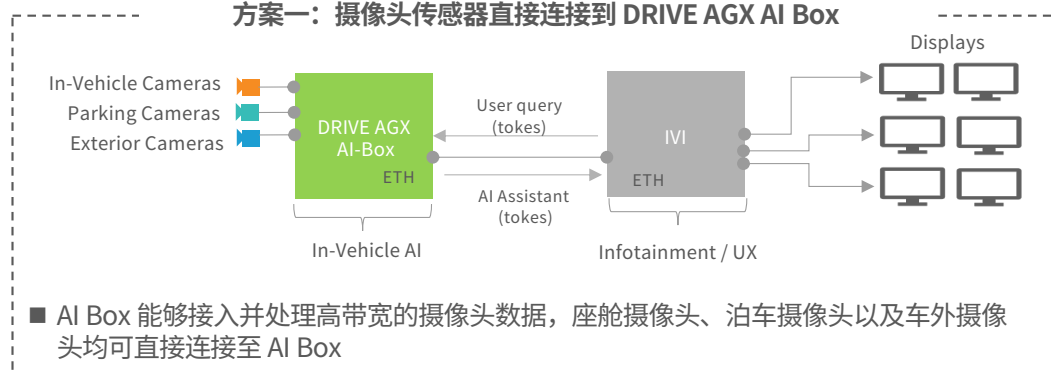 方案一：摄像头传感器直接连接到 DRIVE AGX AI Box
Displays
In-Vehicle Cameras
Parking Cameras
Exterior Cameras
DRIVE AGX
AI-Box
ETH
User query
(tokes)
AI Assistant
(tokes)
IVI
ETH
In-Vehicle AI
Infotainment / UX
■ AI Box 能够接入并处理高带宽的摄像头数据，座舱摄像头、泊车摄像头以及车外摄像
头均可直接连接至 AI Box